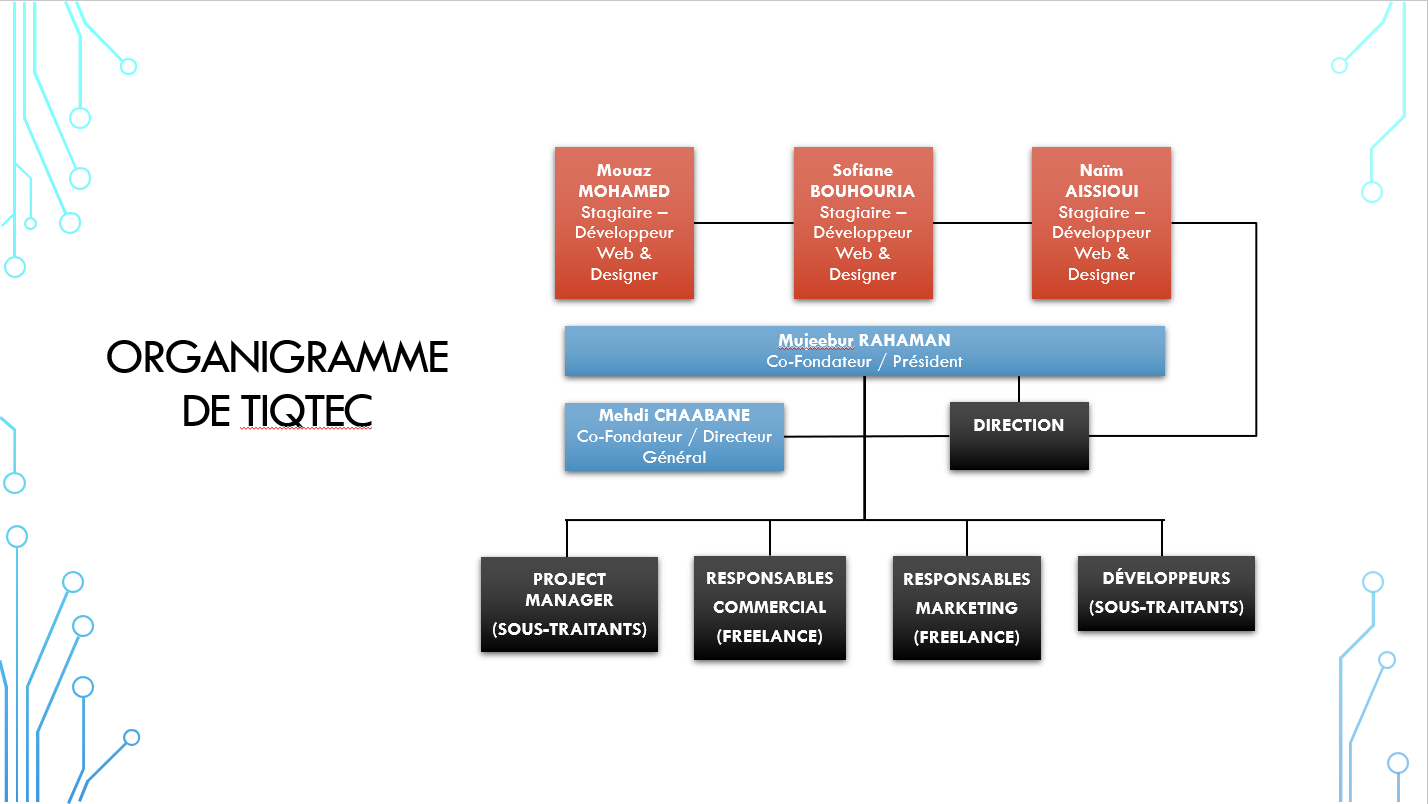 ORGANIGRAMME
DE TIQTEC
Mouaz
MOHAMED
Stagiaire –
Développeur
Web &
Designer
Sofiane
BOUHOURIA
Stagiaire –
Développeur
Web &
Designer
Naïm
AISSIOUI
Stagiaire –
Développeur
Web &
Designer
Mujeebur RAHAMAN
Co-Fondateur / Président
Mehdi CHAABANE
Co-Fondateur / Directeur
Général
DIRECTION
PROJECT
MANAGER
(SOUS-TRAITANTS)
RESPONSABLES
COMMERCIAL
(FREELANCE)
RESPONSABLES
MARKETING
(FREELANCE)
DÉVELOPPEURS
(SOUS-TRAITANTS)